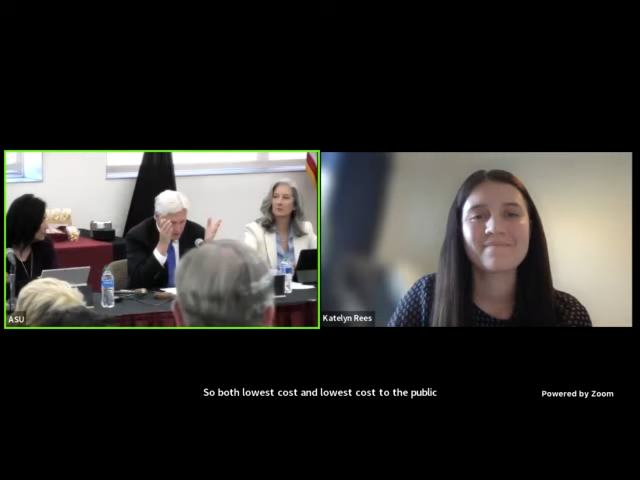 ASU
Katelyn Rees
So both lowest cost and lowest cost to the public
Powered by Zoom